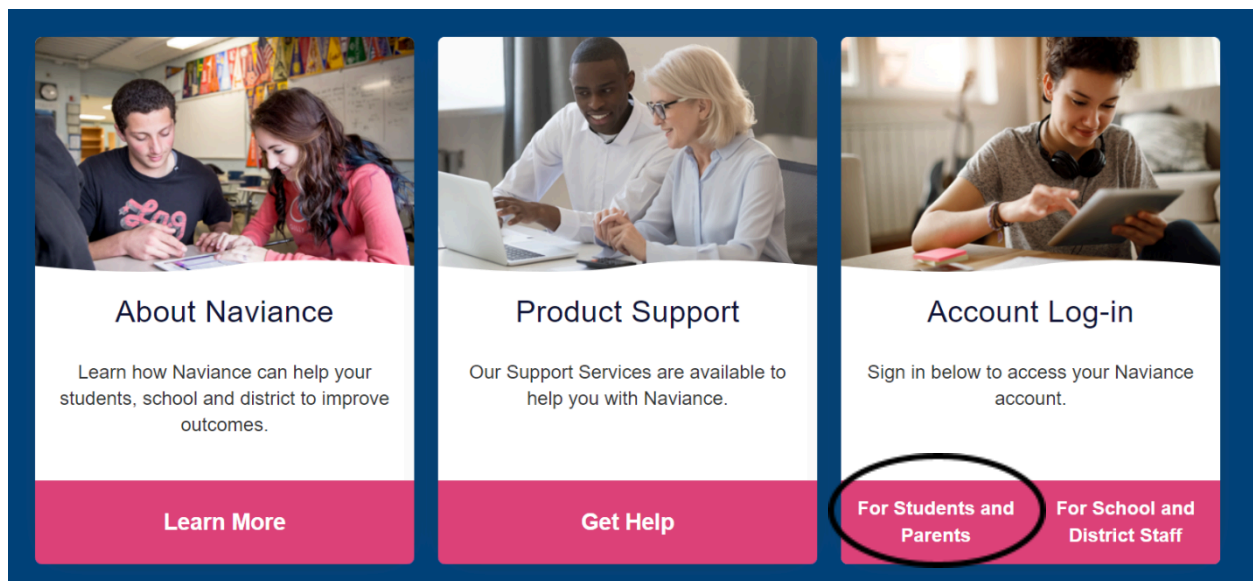 About Naviance
Learn how Naviance can help your
students, school and district to improve
outcomes.
Learn More
Product Support
Our Support Services are available to
help you with Naviance.
Get Help
Account Log-in
Sign in below to access your Naviance
account.
For Students and
Parents
For School and
District Staff